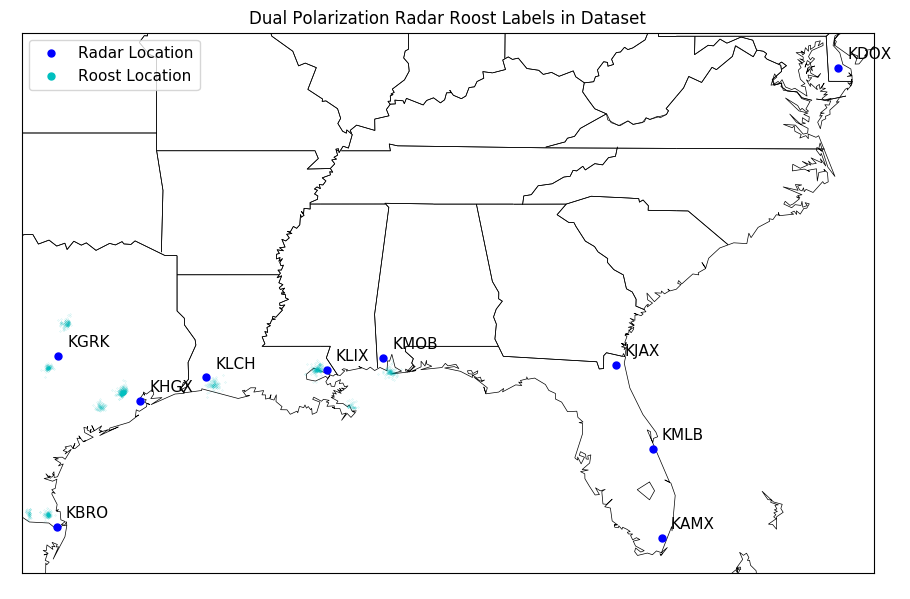 Dual Polarization Radar Roost Labels in Dataset
Radar Location
Roost Location
KDOX
KGRK
KMOB
KJAX
KLIX
KLCH
KHGX
KMLB
KBRO
KAMX